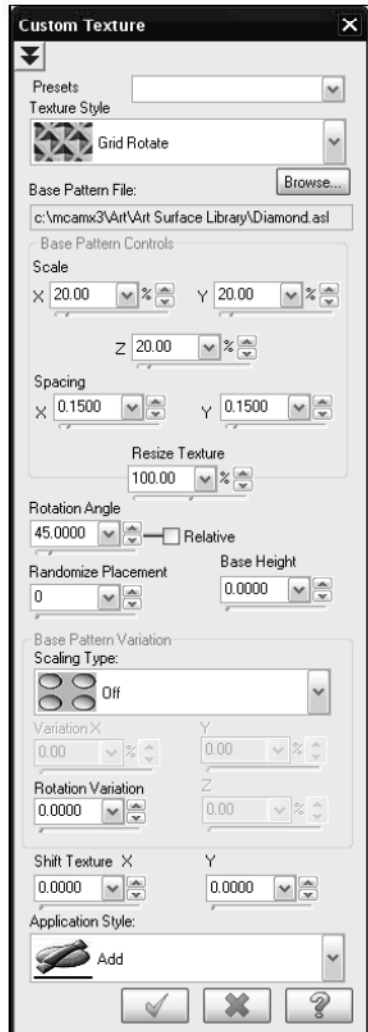 Custom Texture
Presets
Texture Style
Grid Rotate
Base Pattern File:
Browse...
c:\mcamx3\Art\Art Surface Library\Diamond.asl
Base Pattern Controls
Scale
X 20.00 % Y 20.00 %
Z 20.00 %
Spacing
X 0.1500 Y 0.1500
Resize Texture
100.00 %
Rotation Angle
45.0000 Relative
Randomize Placement Base Height
0 0.0000
Base Pattern Variation
Scaling Type:
Off
Variation X Y
0.00 % 0.00 %
Rotation Variation Z
0.0000 0.00 %
Shift Texture X Y
0.0000 0.0000
Application Style:
Add
?